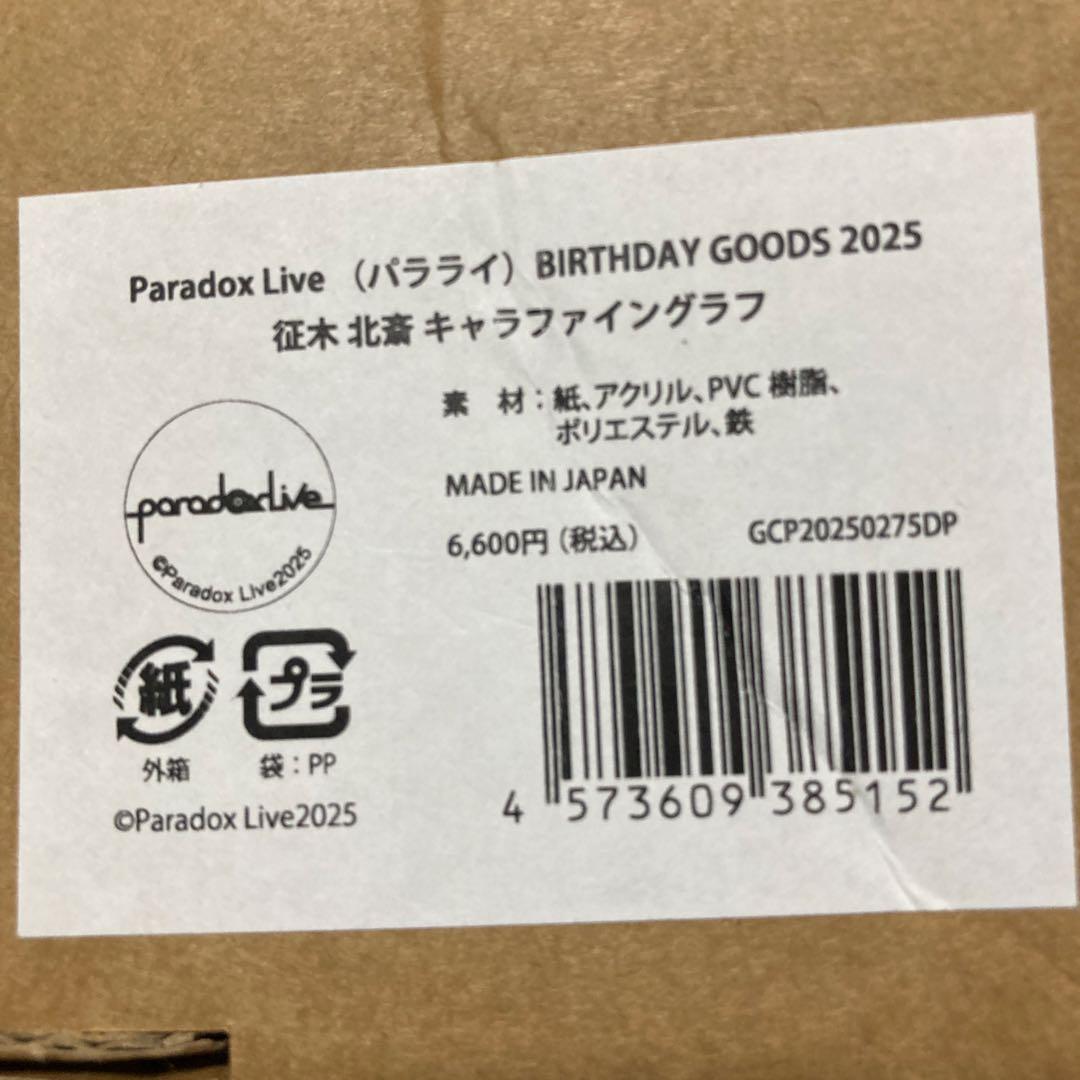 Paradox Live （パラライ）BIRTHDAY GOODS 2025
征木 北斎 キャラファイングラフ
素　材：紙、アクリル、PVC 樹脂、
ポリエステル、鉄
MADE IN JAPAN
6,600円（税込）
GCP20250275DP
paradoxLive
©Paradox Live2025
紙
プラ
外箱
袋：PP
©Paradox Live2025
4 573609 385152